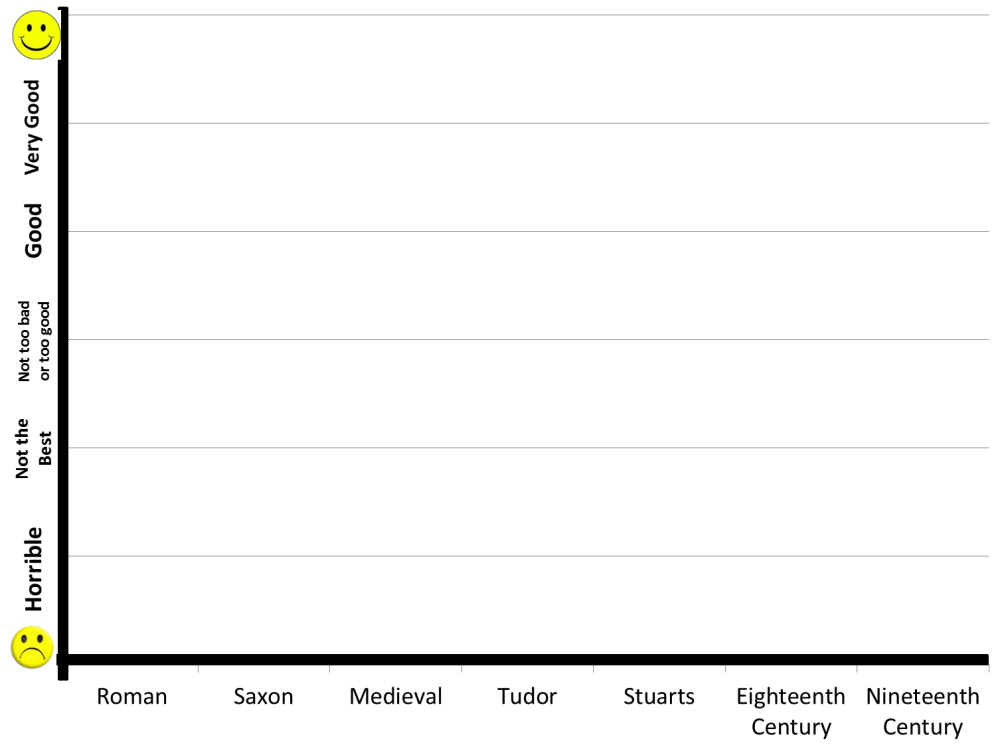 Very Good
Good
Not too bad
or too good
Not the
Best
Horrible
Roman
Saxon
Medieval
Tudor
Stuarts
Eighteenth
Century
Nineteenth
Century